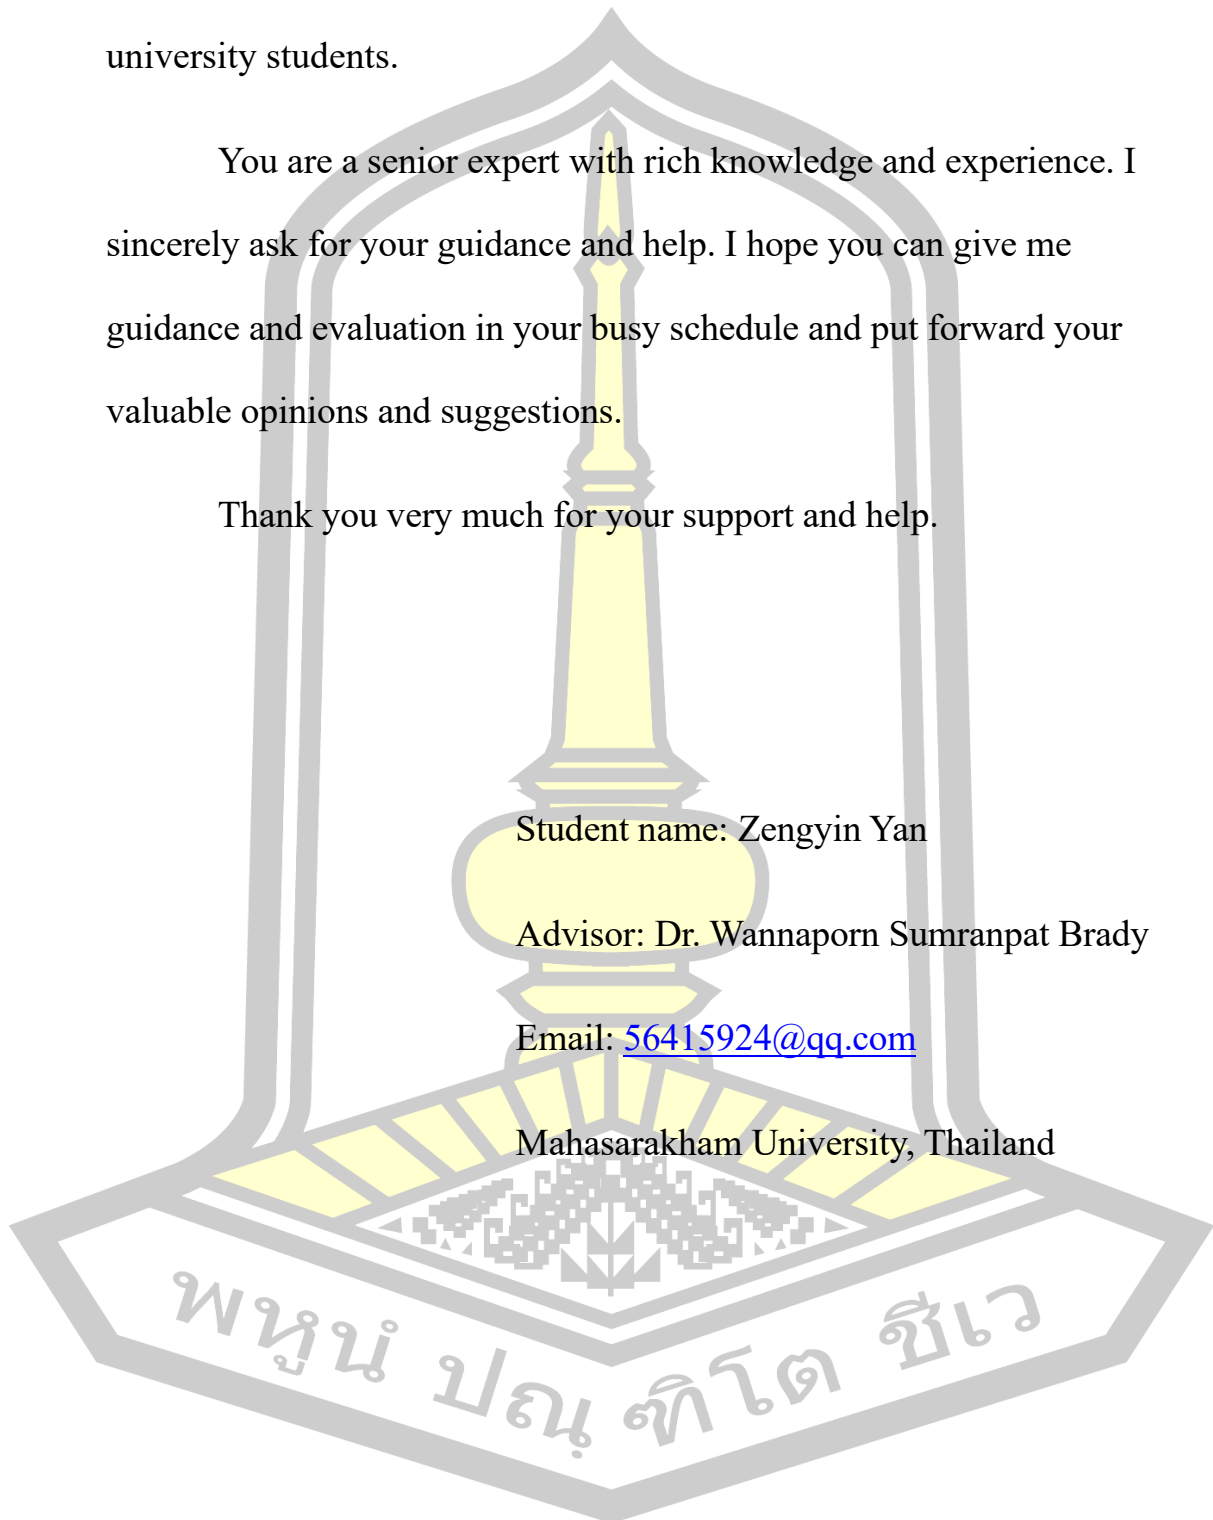 university students.
You are a senior expert with rich knowledge and experience. I
sincerely ask for your guidance and help. I hope you can give me
guidance and evaluation in your busy schedule and put forward your
valuable opinions and suggestions.
Thank you very much for your support and help.
Student name: Zengyin Yan
Advisor: Dr. Wannaporn Sumranpat Brady
Email: 56415924@qq.com
Mahasarakham University, Thailand
พหูนํ ปณฺฑิโต ชีเว